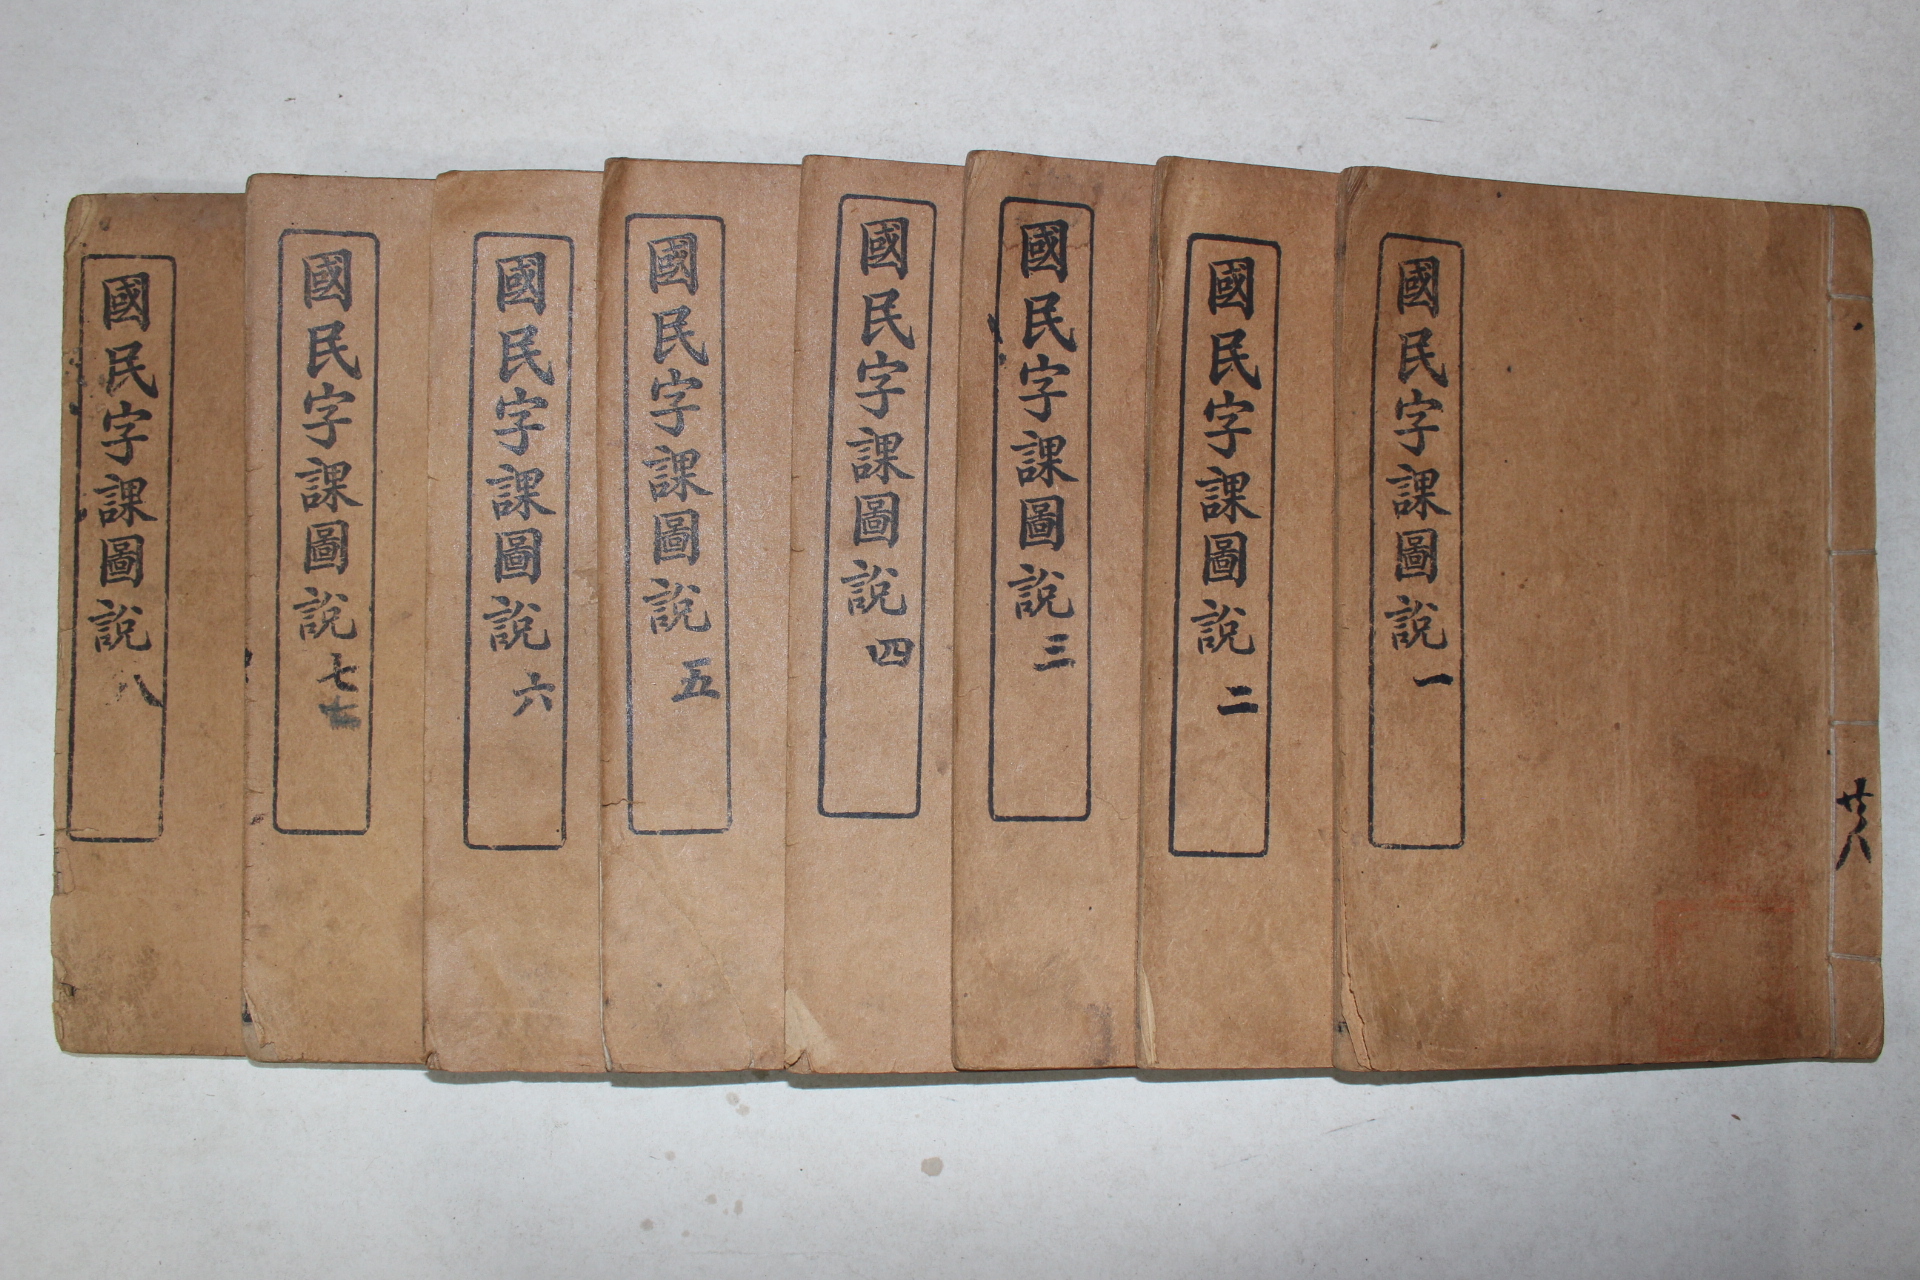 國民字課圖說 一
國民字課圖說 二
國民字課圖說 三
國民字課圖說 四
國民字課圖說 五
國民字課圖說 六
國民字課圖說 七七
國民字課圖說 八
廿八